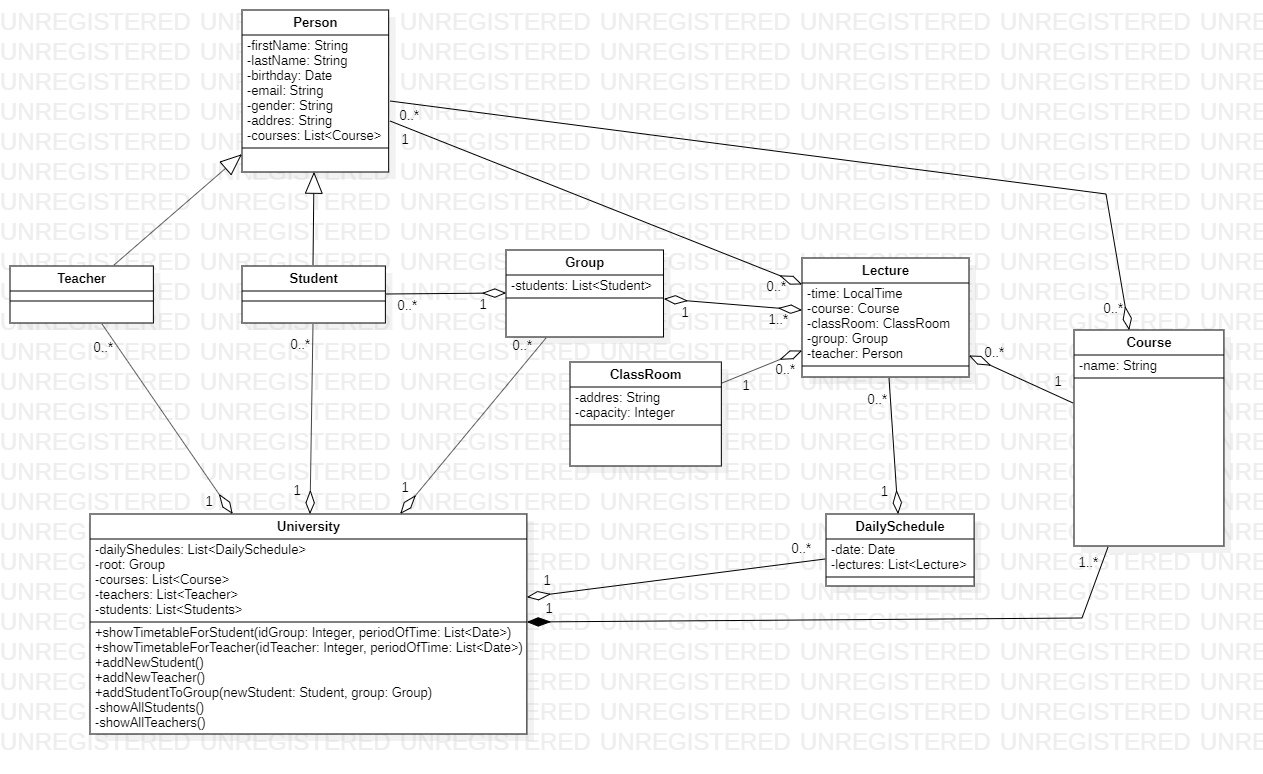 Person
-firstName: String
-lastName: String
-birthday: Date
-email: String
-gender: String
-addres: String
-courses: List<Course>
0..*
1
Teacher
Student
Group
-students: List<Student>
Lecture
-time: LocalTime
-course: Course
-classRoom: ClassRoom
-group: Group
-teacher: Person
0..*
1
1
0..*
1..*
0..*
Course
-name: String
0..*
0..*
0..*
ClassRoom
-addres: String
-capacity: Integer
1
0..*
0..*
1
0..*
1
1
1
1
University
-dailyShedules: List<DailySchedule>
-root: Group
-courses: List<Course>
-teachers: List<Teacher>
-students: List<Students>
+showTimetableForStudent(idGroup: Integer, periodOfTime: List<Date>)
+showTimetableForTeacher(idTeacher: Integer, periodOfTime: List<Date>)
+addNewStudent()
+addNewTeacher()
+addStudentToGroup(newStudent: Student, group: Group)
-showAllStudents()
-showAllTeachers()
DailySchedule
-date: Date
-lectures: List<Lecture>
0..*
1
1
1..*
UNREGISTERED UNREGISTERED UNREGISTERED UNREGISTERED UNREGISTERED UNREGISTERED